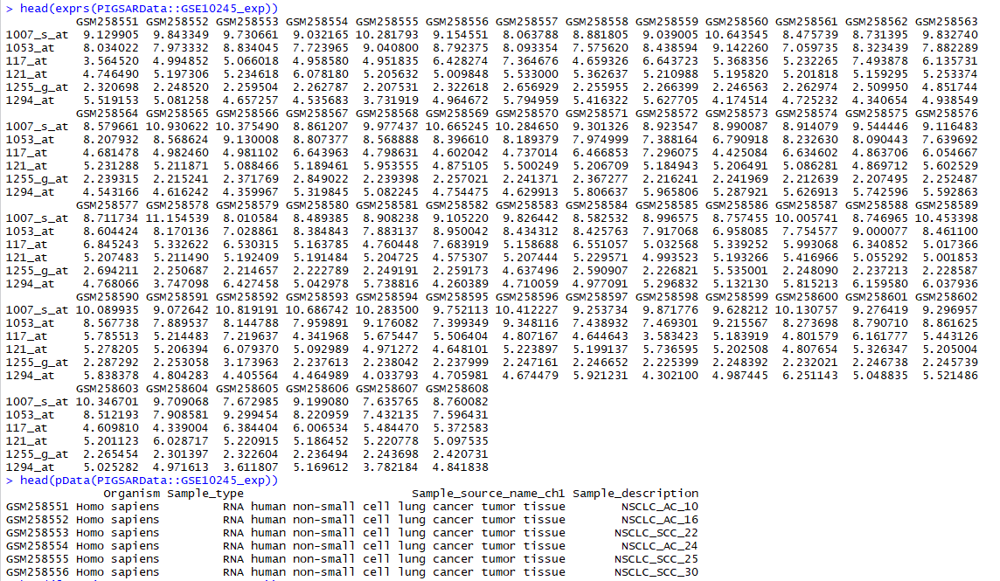 > head(exprs(PIGSARData::GSE10245_exp))
GSM258551 GSM258552 GSM258553 GSM258554 GSM258555 GSM258556 GSM258557 GSM258558 GSM258559 GSM258560 GSM258561 GSM258562 GSM258563
1007_s_at 9.129905 9.843349 9.730661 9.032165 10.281793 9.154551 8.063788 8.881805 9.039005 10.643545 8.475739 8.731395 9.832740
1053_at 8.034022 7.973332 8.834045 7.723965 9.040800 8.792375 8.093354 7.575620 8.438594 9.142260 7.059735 8.323439 7.882289
117_at 3.564520 4.994852 5.066018 4.958580 4.951835 6.428274 7.364676 4.659326 6.643723 5.368356 5.232265 7.493878 6.135731
121_at 4.746490 5.197306 5.234618 6.078180 5.205632 5.009848 5.533000 5.362637 5.210988 5.195820 5.201818 5.159295 5.253374
1255_g_at 2.320698 2.248520 2.259504 2.262787 2.207531 2.322618 2.656929 2.255955 2.266399 2.246563 2.262974 2.509950 4.851744
1294_at 5.519153 5.081258 4.657257 4.535683 3.731919 4.964672 5.794959 5.416322 5.627705 4.174514 4.725232 4.340654 4.938549
GSM258564 GSM258565 GSM258566 GSM258567 GSM258568 GSM258569 GSM258570 GSM258571 GSM258572 GSM258573 GSM258574 GSM258575 GSM258576
1007_s_at 8.579661 10.930622 10.375490 8.861207 9.977437 10.665245 10.284650 9.301326 8.923547 8.990087 8.914079 9.544446 9.116483
1053_at 8.207932 8.568624 9.130008 8.807377 8.568888 8.396610 8.189379 7.974999 7.388164 6.790918 8.232630 8.090443 7.639692
117_at 4.681478 4.982460 4.981102 6.643963 4.798631 4.602042 4.737014 6.466853 7.296075 4.425084 6.634602 4.863706 6.054667
121_at 5.231288 5.211871 5.088466 5.189461 5.953555 4.875105 5.500249 5.206709 5.184943 5.206491 5.086281 4.869712 5.602529
1255_g_at 2.239315 2.215241 2.371769 2.849022 2.239398 2.257021 2.241371 2.367277 2.216241 2.241969 2.212639 2.207495 2.252487
1294_at 4.543166 4.616242 4.359967 5.319845 5.082245 4.754475 4.629913 5.806637 5.965806 5.287921 5.626913 5.742596 5.592863
GSM258577 GSM258578 GSM258579 GSM258580 GSM258581 GSM258582 GSM258583 GSM258584 GSM258585 GSM258586 GSM258587 GSM258588 GSM258589
1007_s_at 8.711734 11.154539 8.010584 8.489385 8.908238 9.105220 9.826442 8.582532 8.996575 8.757455 10.005741 8.746965 10.453398
1053_at 8.604424 8.170136 7.028861 8.384843 7.883137 8.950042 8.434312 8.425763 7.917068 6.958085 7.754577 9.000077 8.461100
117_at 6.845243 5.332622 6.530315 5.163785 4.760448 7.683919 5.158688 6.551057 5.032568 5.339252 5.993068 6.340852 5.017366
121_at 5.207483 5.211490 5.192409 5.191484 5.204725 4.575307 5.207444 5.229571 4.993523 5.193266 5.416966 5.055292 5.001853
1255_g_at 2.694211 2.250687 2.214657 2.222789 2.249191 2.259173 4.637496 2.590907 2.226821 5.535001 2.248090 2.237213 2.228587
1294_at 4.768066 3.747098 6.427458 5.042978 5.738816 4.260389 4.710059 4.977091 5.296832 5.132130 5.815213 6.159580 6.037936
GSM258590 GSM258591 GSM258592 GSM258593 GSM258594 GSM258595 GSM258596 GSM258597 GSM258598 GSM258599 GSM258600 GSM258601 GSM258602
1007_s_at 10.089935 9.072642 10.819191 10.686742 10.283500 9.752113 10.412227 9.253734 9.871776 9.628212 10.130757 9.276419 9.296957
1053_at 8.567738 7.889537 8.144788 7.959891 9.176082 7.399349 9.348116 7.438932 7.469301 9.215567 8.273698 8.790710 8.861625
117_at 5.785513 5.214483 7.219637 4.341968 5.675447 5.506404 4.807167 4.644643 3.583423 5.183919 4.801579 6.161777 5.443126
121_at 5.278205 5.206394 6.079370 5.092989 4.971272 4.648101 5.223897 5.199137 5.736595 5.202508 4.807654 5.326347 5.205004
1255_g_at 2.287292 2.253058 3.173963 2.237613 2.238042 2.237999 2.247161 2.246652 2.225399 2.248392 2.232021 2.246738 2.245739
1294_at 5.838378 4.804283 4.405564 4.464989 4.033793 4.705981 4.674479 5.921231 4.302100 4.987445 6.251143 5.048835 5.521486
GSM258603 GSM258604 GSM258605 GSM258606 GSM258607 GSM258608
1007_s_at 10.346701 9.709068 7.672985 9.199080 7.635765 8.760082
1053_at 8.512193 7.908581 9.299454 8.220959 7.432135 7.596431
117_at 4.609810 4.339004 6.384404 6.006534 5.484470 5.372583
121_at 5.201123 6.028717 5.220915 5.186452 5.220778 5.097535
1255_g_at 2.265454 2.301397 2.322604 2.236494 2.243698 2.420731
1294_at 5.025282 4.971613 3.611807 5.169612 3.782184 4.841838
> head(pData(PIGSARData::GSE10245_exp))
Organism Sample_type Sample_source_name_ch1 Sample_description
GSM258551 Homo sapiens RNA human non-small cell lung cancer tumor tissue NSCLC_AC_10
GSM258552 Homo sapiens RNA human non-small cell lung cancer tumor tissue NSCLC_AC_16
GSM258553 Homo sapiens RNA human non-small cell lung cancer tumor tissue NSCLC_SCC_22
GSM258554 Homo sapiens RNA human non-small cell lung cancer tumor tissue NSCLC_AC_24
GSM258555 Homo sapiens RNA human non-small cell lung cancer tumor tissue NSCLC_SCC_25
GSM258556 Homo sapiens RNA human non-small cell lung cancer tumor tissue NSCLC_SCC_30